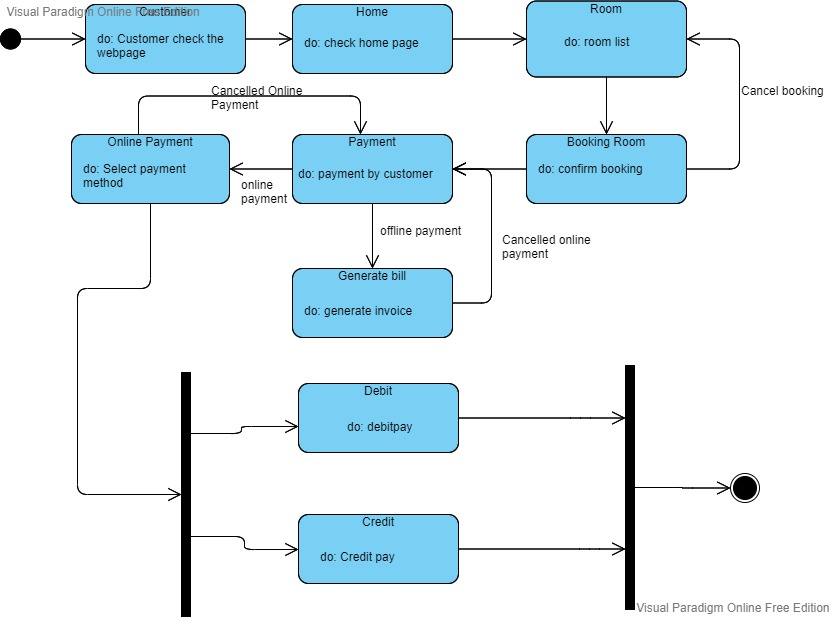 Visual Paradigm Online Free Edition
Customer
do: Customer check the
webpage
Home
do: check home page
Room
do: room list
Cancel booking
Cancelled Online
Payment
Online Payment
do: Select payment
method
Payment
do: payment by customer
Booking Room
do: confirm booking
online
payment
offline payment
Cancelled online
payment
Generate bill
do: generate invoice
Debit
do: debitpay
Credit
do: Credit pay
Visual Paradigm Online Free Edition